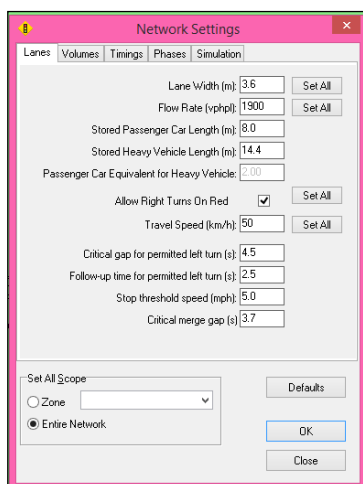 Network Settings
Lanes Volumes Timings Phases Simulation
Lane Width (m): 3.6 Set All
Flow Rate (vphpl): 1900 Set All
Stored Passenger Car Length (m): 8.0
Stored Heavy Vehicle Length (m): 14.4
Passenger Car Equivalent for Heavy Vehicle: 2.00
Allow Right Turns On Red Set All
Travel Speed (km/h): 50 Set All
Critical gap for permitted left turn (s): 4.5
Follow-up time for permitted left turn (s): 2.5
Stop threshold speed (mph): 5.0
Critical merge gap (s) 3.7
Set All Scope
Zone
Entire Network
Defaults
OK
Close